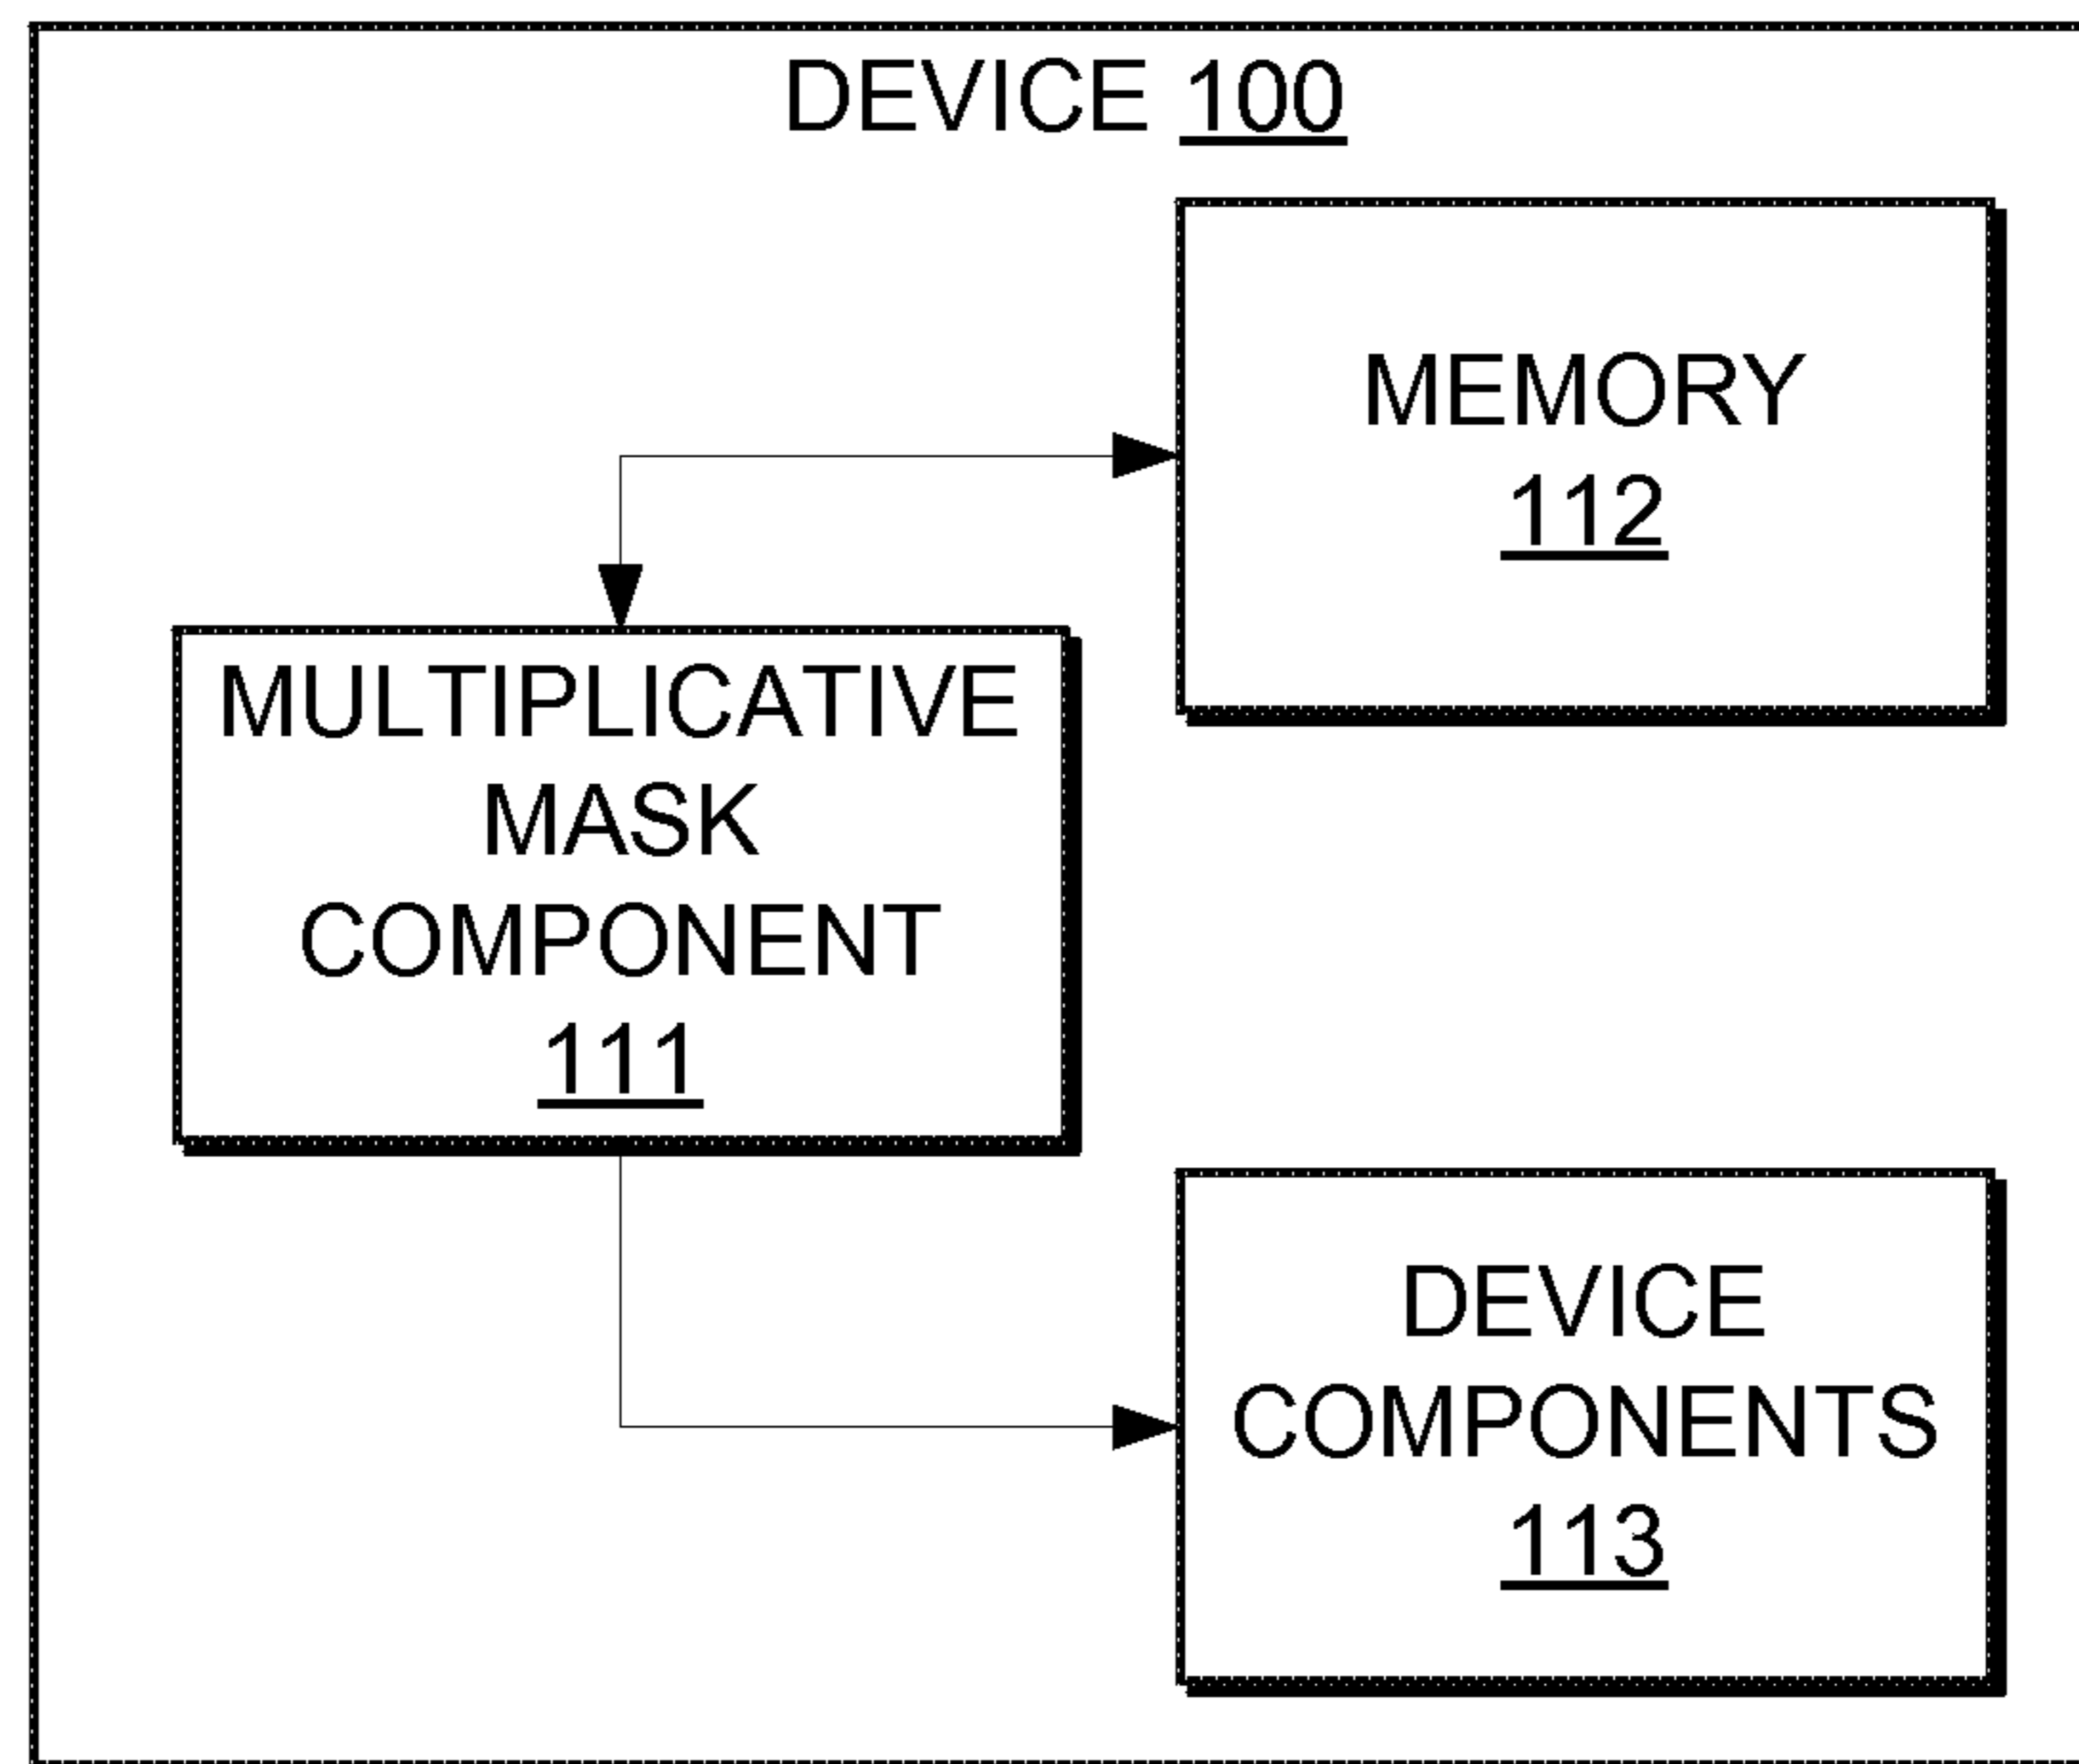 DEVICE 100
MEMORY
112
MULTIPLICATIVE
MASK
COMPONENT
111
DEVICE
COMPONENTS
113